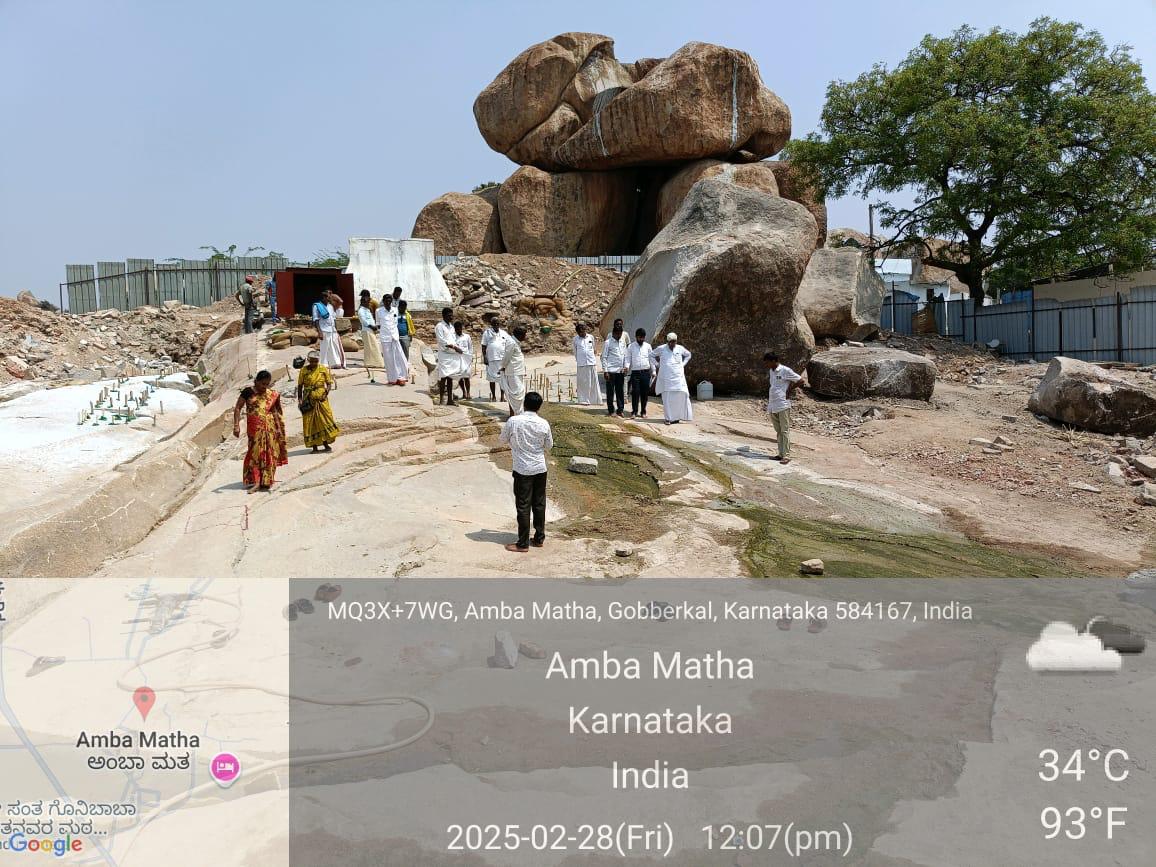 MQ3X+7WG, Amba Matha, Gobberkal, Karnataka 584167, India
Amba Matha
Karnataka
India
2025-02-28(Fri) 12:07(pm)
34°C
93°F
Amba Matha
ಅಂಬಾ ಮಠ
ಸಂತ ಗೊನಿಬಾಬಾ
Google